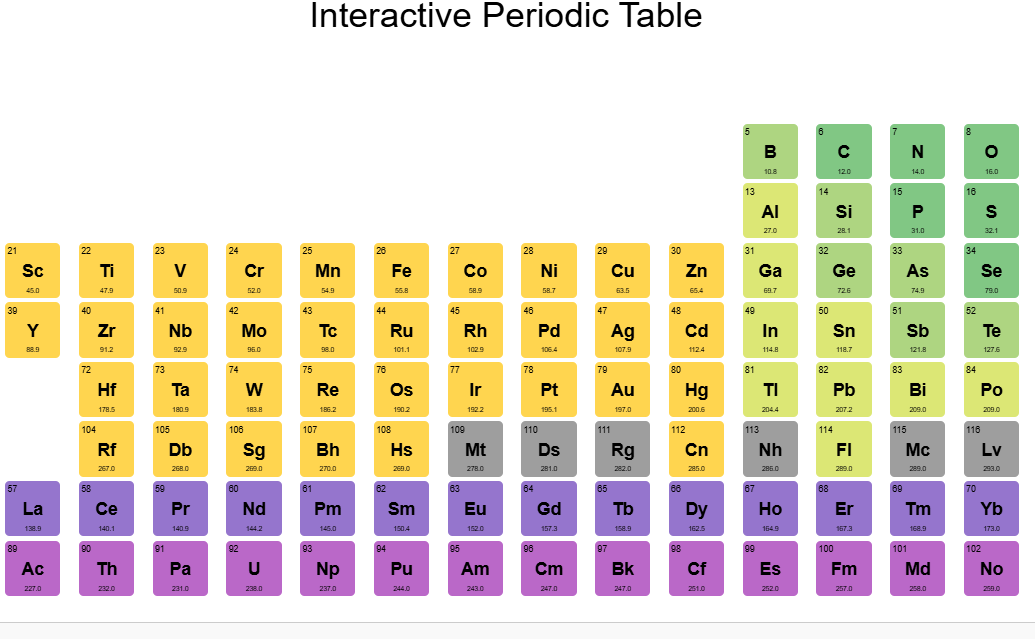 Interactive Periodic Table
5 6 7 8
B C N O
10.8 12.0 14.0 16.0
13 14 15 16
Al Si P S
27.0 28.1 31.0 32.1
21 22 23 24 25 26 27 28 29 30 31 32 33 34
Sc Ti V Cr Mn Fe Co Ni Cu Zn Ga Ge As Se
45.0 47.9 50.9 52.0 54.9 55.8 58.9 58.7 63.5 65.4 69.7 72.6 74.9 79.0
39 40 41 42 43 44 45 46 47 48 49 50 51 52
Y Zr Nb Mo Tc Ru Rh Pd Ag Cd In Sn Sb Te
88.9 91.2 92.9 96.0 98.0 101.1 102.9 106.4 107.9 112.4 114.8 118.7 121.8 127.6
72 73 74 75 76 77 78 79 80 81 82 83 84
Hf Ta W Re Os Ir Pt Au Hg Tl Pb Bi Po
178.5 180.9 183.8 186.2 190.2 192.2 195.1 197.0 200.6 204.4 207.2 209.0 209.0
104 105 106 107 108 109 110 111 112 113 114 115 116
Rf Db Sg Bh Hs Mt Ds Rg Cn Nh Fl Mc Lv
267.0 268.0 269.0 270.0 269.0 278.0 281.0 282.0 285.0 286.0 289.0 289.0 293.0
57 58 59 60 61 62 63 64 65 66 67 68 69 70
La Ce Pr Nd Pm Sm Eu Gd Tb Dy Ho Er Tm Yb
138.9 140.1 140.9 144.2 145.0 150.4 152.0 157.3 158.9 162.5 164.9 167.3 168.9 173.0
89 90 91 92 93 94 95 96 97 98 99 100 101 102
Ac Th Pa U Np Pu Am Cm Bk Cf Es Fm Md No
227.0 232.0 231.0 238.0 237.0 244.0 243.0 247.0 247.0 251.0 252.0 257.0 258.0 259.0